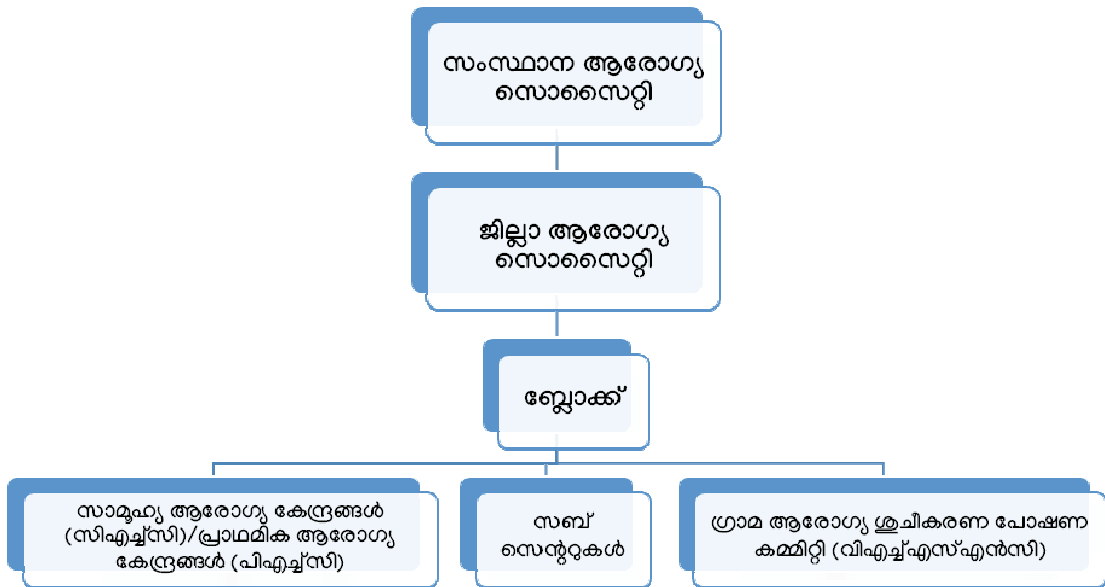 സംസ്ഥാന ആരോഗ്യ
സൊസൈറ്റി
ജില്ലാ ആരോഗ്യ
സൊസൈറ്റി
ബ്ലോക്ക്
സാമൂഹ്യ ആരോഗ്യ കേന്ദ്രങ്ങൾ
(സിഎച്ച്സി)/പ്രാഥമിക ആരോഗ്യ
കേന്ദ്രങ്ങൾ (പിഎച്ച്സി)
സബ്
സെന്ററുകൾ
ഗ്രാമ ആരോഗ്യ ശുചീകരണ പോഷണ
കമ്മിറ്റി (വിഎച്ച്എസ്എൻസി)